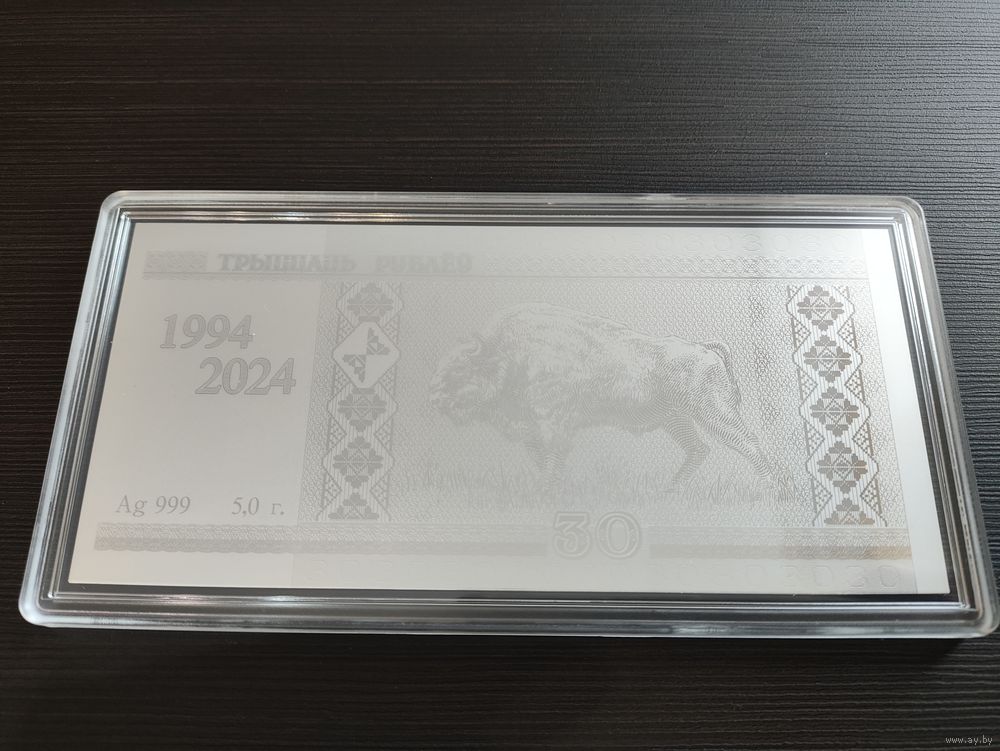 ТРЫЦЦАЦЬ РУБЛЁЎ
1994
2024
Ag 999 5,0 г.
30
www.ay.by